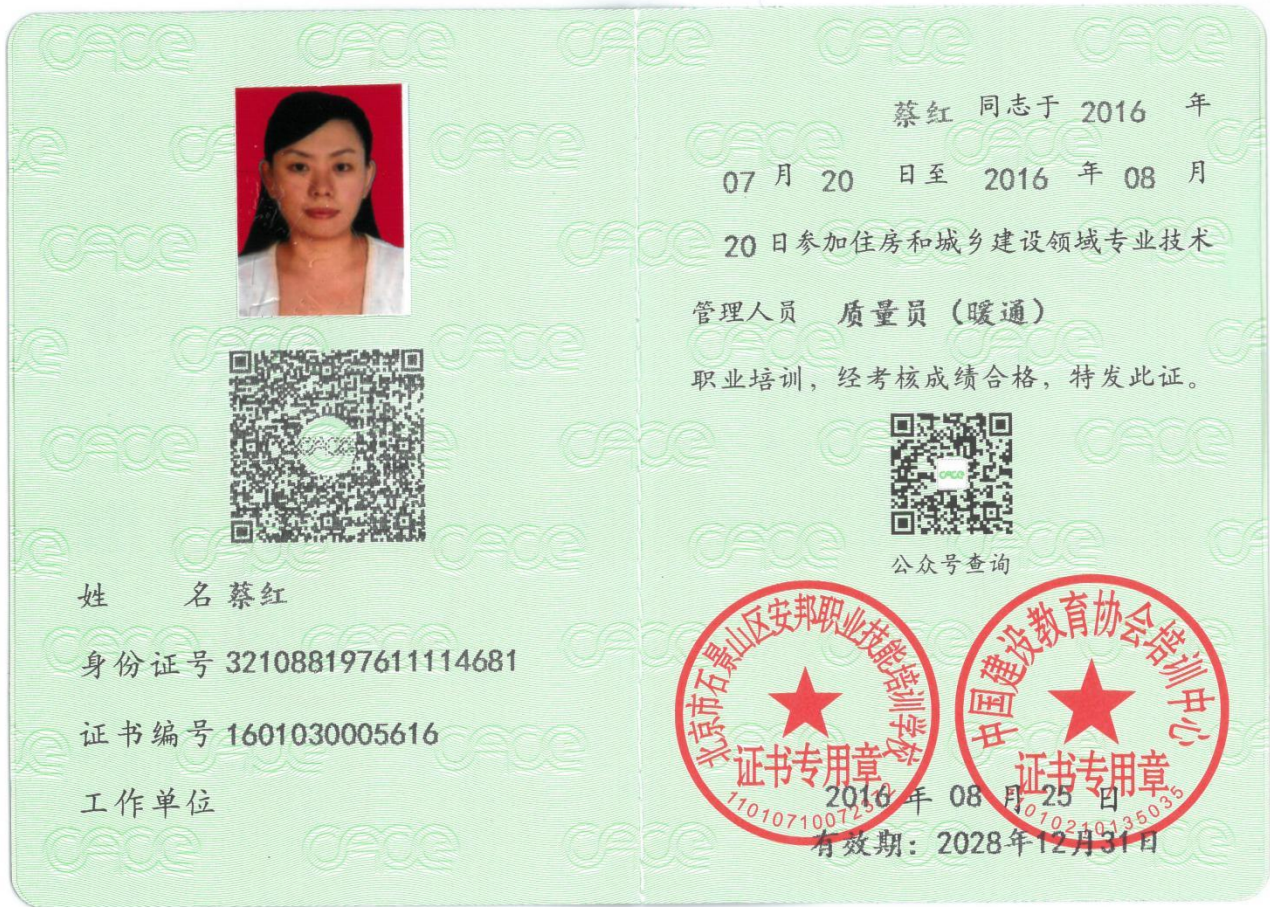 姓 名 蔡红
身份证号 321088197611114681
证书编号 1601030005616
工作单位
蔡红 同志于 2016 年
07 月 20 日至 2016 年 08 月
20 日参加住房和城乡建设领域专业技术
管理人员 质量员（暖通）
职业培训，经考核成绩合格，特发此证。
公众号查询
北京市石景山区安邦职业技能培训学校
证书专用章
中国建设教育协会培训中心
证书专用章
2016 年 08 月 25 日
有效期：2028年12月31日